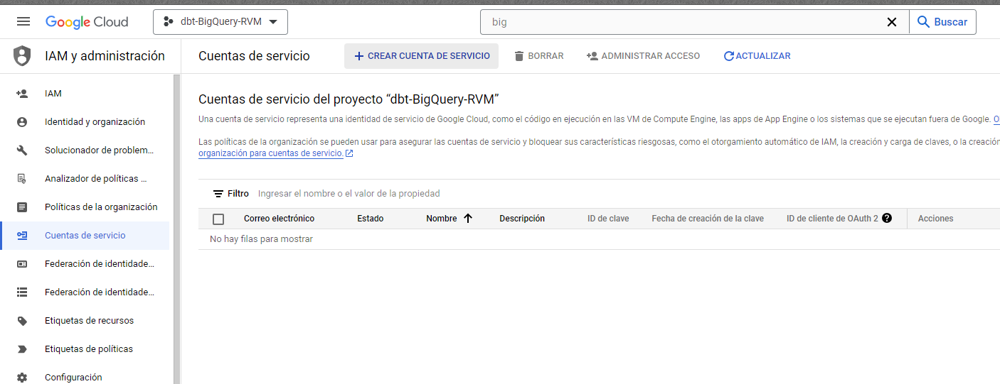 Google Cloud
dbt-BigQuery-RVM
big
Buscar
IAM y administración
Cuentas de servicio
CREAR CUENTA DE SERVICIO
BORRAR
ADMINISTRAR ACCESO
ACTUALIZAR
IAM
Identidad y organización
Solucionador de problem...
Analizador de políticas ...
Políticas de la organización
Cuentas de servicio
Federación de identidade...
Federación de identidade...
Etiquetas de recursos
Etiquetas de políticas
Configuración
Cuentas de servicio del proyecto “dbt-BigQuery-RVM”
Una cuenta de servicio representa una identidad de servicio de Google Cloud, como el código en ejecución en las VM de Compute Engine, las apps de App Engine o los sistemas que se ejecutan fuera de Google.
Las políticas de la organización se pueden usar para asegurar las cuentas de servicio y bloquear sus características riesgosas, como el otorgamiento automático de IAM, la creación y carga de claves, o la creación
organización para cuentas de servicio.
Filtro Ingresar el nombre o el valor de la propiedad
Correo electrónico Estado Nombre Descripción ID de clave Fecha de creación de la clave ID de cliente de OAuth 2 Acciones
No hay filas para mostrar